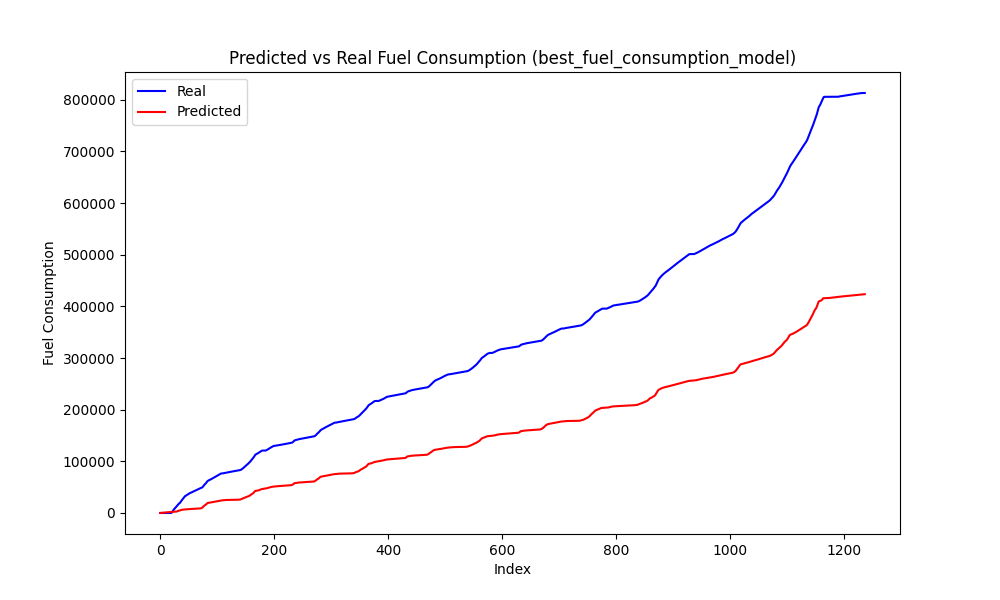 Predicted vs Real Fuel Consumption (best_fuel_consumption_model)
Real
Predicted
Fuel Consumption
800000
700000
600000
500000
400000
300000
200000
100000
0
0 200 400 600 800 1000 1200
Index